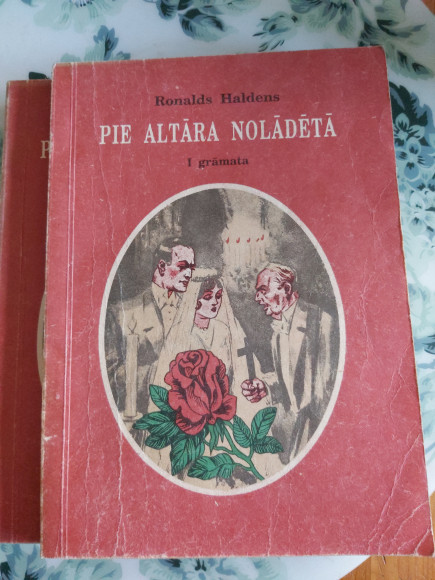 Ronalds Haldens
PIE ALTĀRA NOLĀDĒTĀ
I grāmata